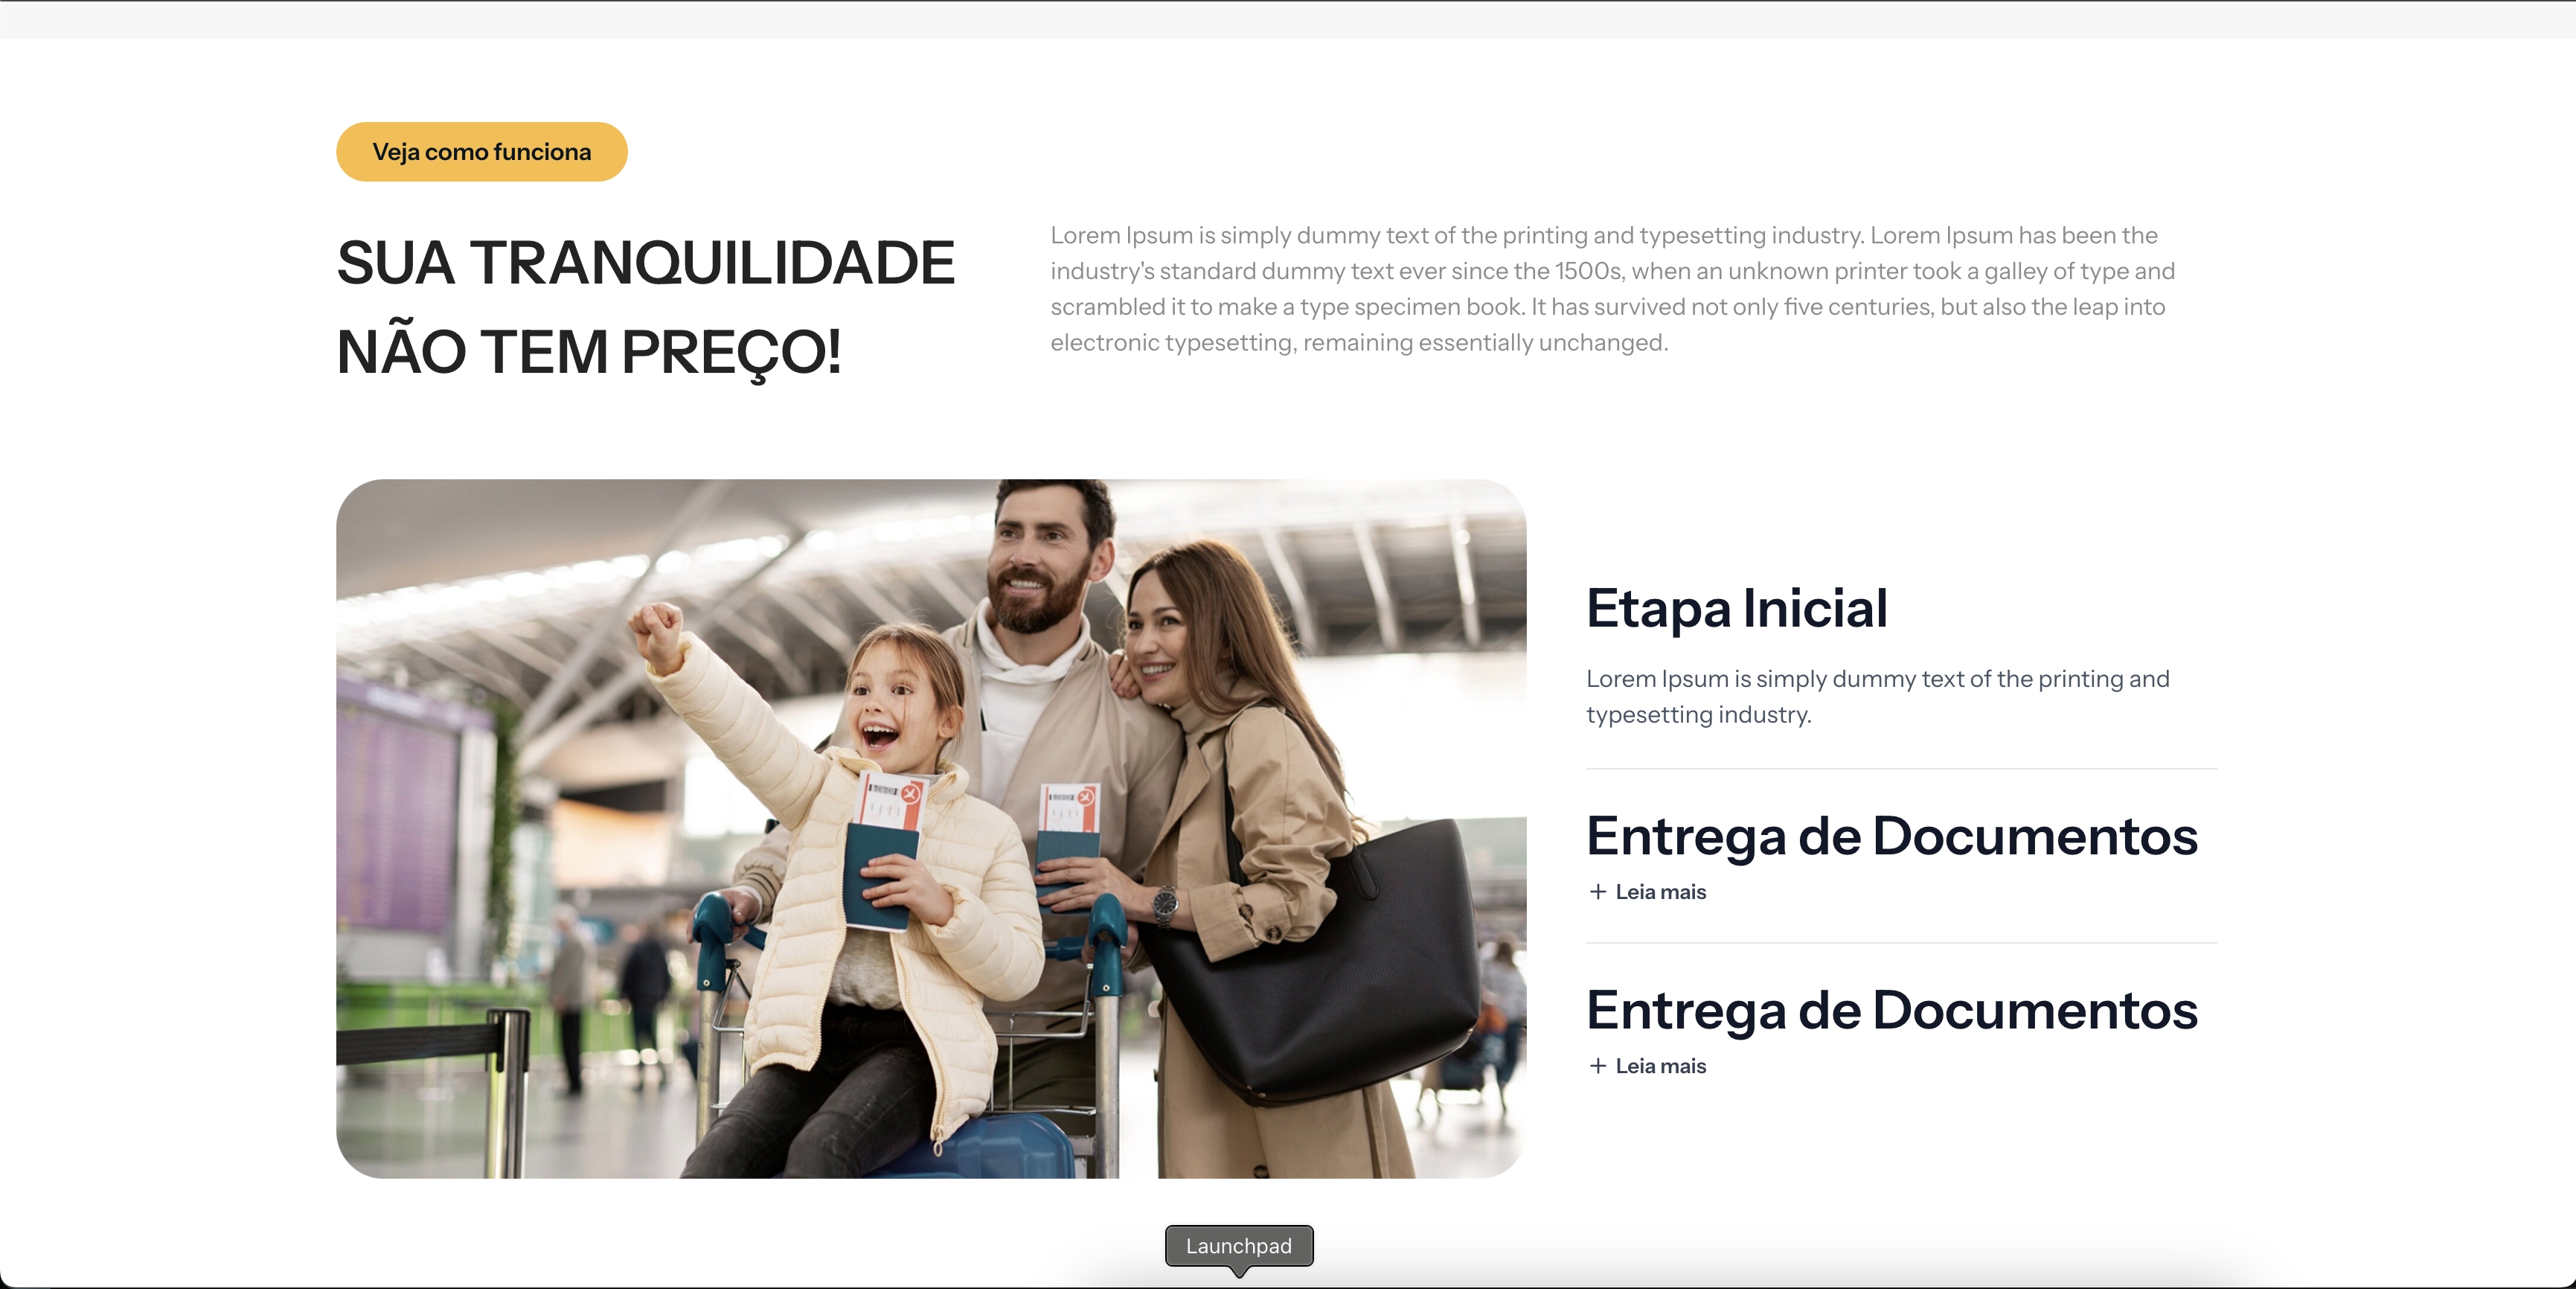 Veja como funciona
SUA TRANQUILIDADE
NÃO TEM PREÇO!
Lorem Ipsum is simply dummy text of the printing and typesetting industry. Lorem Ipsum has been the
industry's standard dummy text ever since the 1500s, when an unknown printer took a galley of type and
scrambled it to make a type specimen book. It has survived not only five centuries, but also the leap into
electronic typesetting, remaining essentially unchanged.
Etapa Inicial
Lorem Ipsum is simply dummy text of the printing and
typesetting industry.
Entrega de Documentos
+ Leia mais
Entrega de Documentos
+ Leia mais
Launchpad